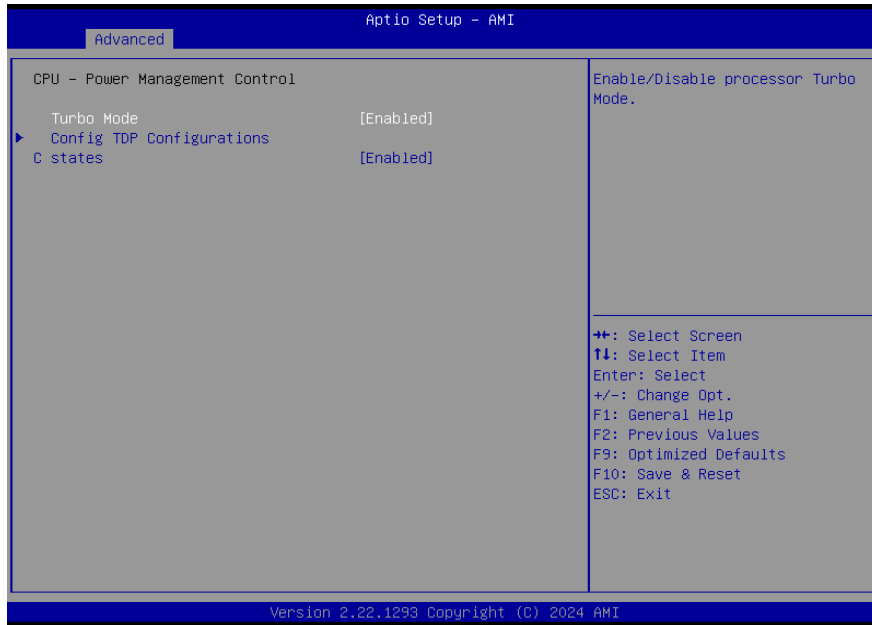 Aptio Setup – AMI
Advanced
CPU – Power Management Control
Turbo Mode [Enabled]
Config TDP Configurations
C states [Enabled]
Enable/Disable processor Turbo
Mode.
→←: Select Screen
↑↓: Select Item
Enter: Select
+/-: Change Opt.
F1: General Help
F2: Previous Values
F9: Optimized Defaults
F10: Save & Reset
ESC: Exit
Version 2.22.1293 Copyright (C) 2024 AMI